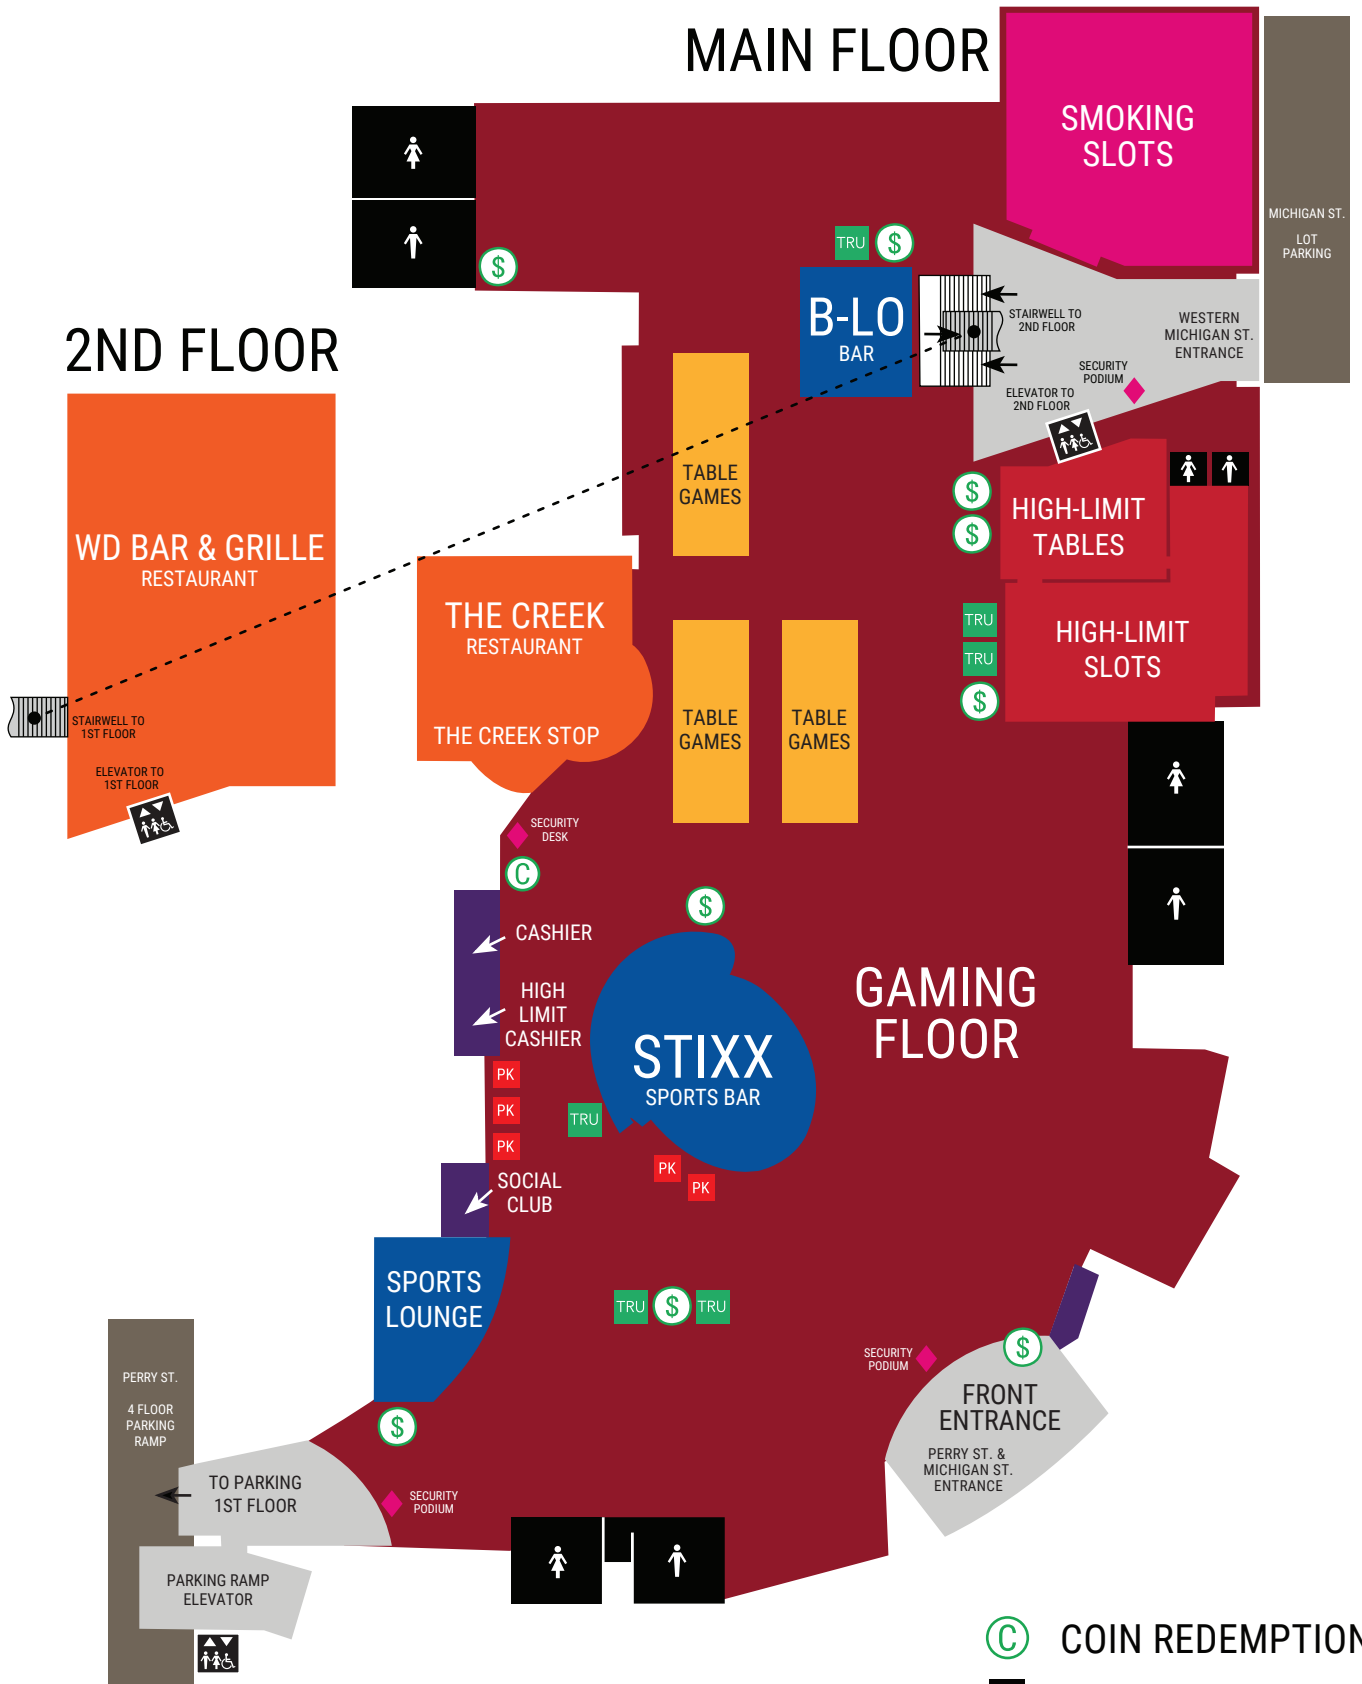 MAIN FLOOR
SMOKING
SLOTS
MICHIGAN ST.
LOT
PARKING
TRU
$
$
B-LO
BAR
STAIRWELL TO
2ND FLOOR
WESTERN
MICHIGAN ST.
ENTRANCE
SECURITY
PODIUM
ELEVATOR TO
2ND FLOOR
2ND FLOOR
TABLE
GAMES
$
$
HIGH-LIMIT
TABLES
WD BAR & GRILLE
RESTAURANT
THE CREEK
RESTAURANT
THE CREEK STOP
TRU
TRU
$
HIGH-LIMIT
SLOTS
STAIRWELL TO
1ST FLOOR
ELEVATOR TO
1ST FLOOR
TABLE
GAMES
TABLE
GAMES
SECURITY
DESK
C
$
CASHIER
HIGH
LIMIT
CASHIER
GAMING
FLOOR
STIXX
SPORTS BAR
PK
PK
PK
TRU
PK
PK
SOCIAL
CLUB
SPORTS
LOUNGE
TRU
$
TRU
SECURITY
PODIUM
$
FRONT
ENTRANCE
PERRY ST. &
MICHIGAN ST.
ENTRANCE
PERRY ST.
4 FLOOR
PARKING
RAMP
$
TO PARKING
1ST FLOOR
SECURITY
PODIUM
PARKING RAMP
ELEVATOR
C COIN REDEMPTION